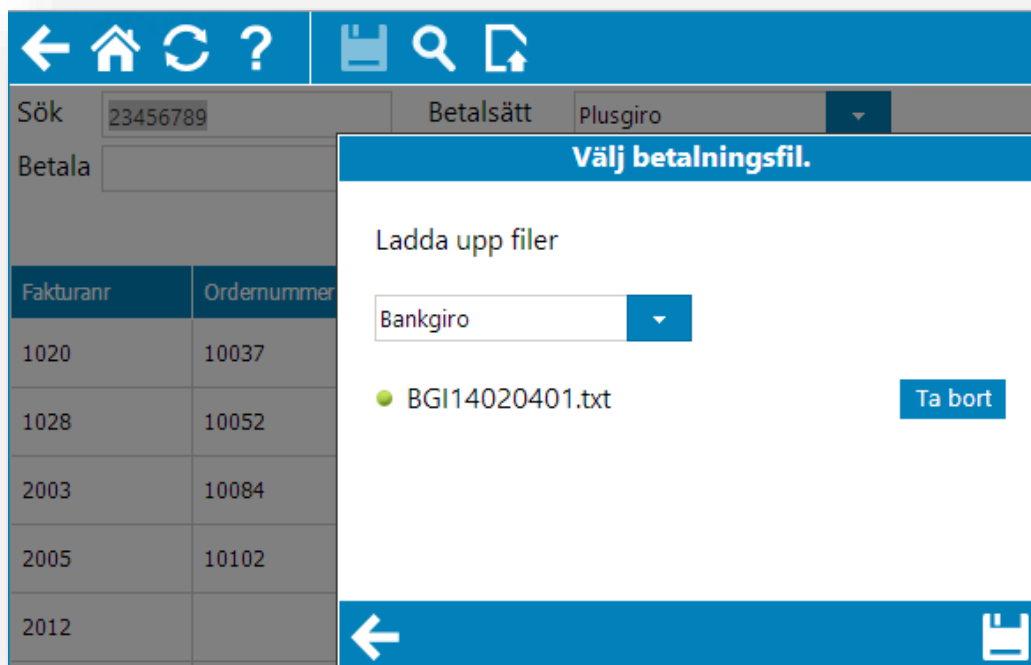 ?
Sök 23456789 Betalsätt Plusgiro
Betala
Välj betalningsfil.
Ladda upp filer
Bankgiro
BGI14020401.txt Ta bort
Fakturanr Ordernummer
1020 10037
1028 10052
2003 10084
2005 10102
2012